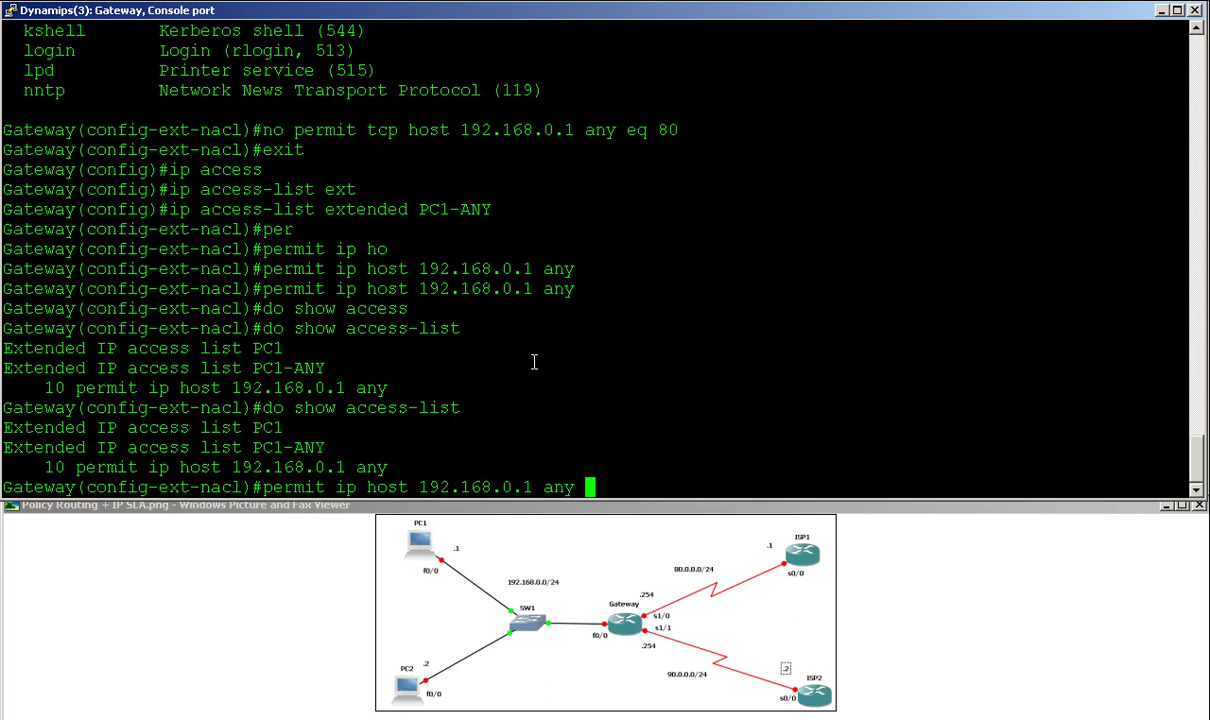 Dynamips(3): Gateway, Console port
kshell Kerberos shell (544)
login Login (rlogin, 513)
lpd Printer service (515)
nntp Network News Transport Protocol (119)
Gateway(config-ext-nacl)#no permit tcp host 192.168.0.1 any eq 80
Gateway(config-ext-nacl)#exit
Gateway(config)#ip access
Gateway(config)#ip access-list ext
Gateway(config)#ip access-list extended PC1-ANY
Gateway(config-ext-nacl)#per
Gateway(config-ext-nacl)#permit ip ho
Gateway(config-ext-nacl)#permit ip host 192.168.0.1 any
Gateway(config-ext-nacl)#permit ip host 192.168.0.1 any
Gateway(config-ext-nacl)#do show access
Gateway(config-ext-nacl)#do show access-list
Extended IP access list PC1
Extended IP access list PC1-ANY
10 permit ip host 192.168.0.1 any
Gateway(config-ext-nacl)#do show access-list
Extended IP access list PC1
Extended IP access list PC1-ANY
10 permit ip host 192.168.0.1 any
Gateway(config-ext-nacl)#permit ip host 192.168.0.1 any
Policy Routing + IP SLA.png - Windows Picture and Fax Viewer
PC1
.1
f0/0
192.168.0.0/24
SW1
f0/0
Gateway
.254
s1/0
s1/1
.254
80.0.0.0/24
.1
ISP1
s0/0
90.0.0.0/24
.2
ISP2
s0/0
PC2
.2
f0/0